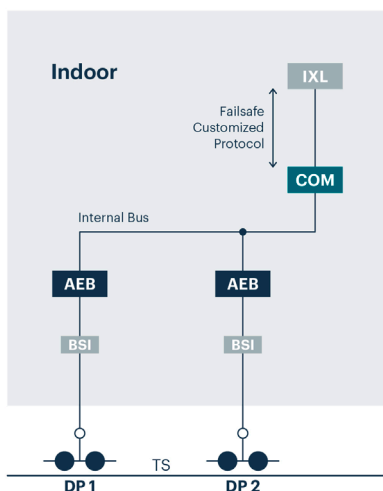 Indoor
IXL
Failsafe
Customized
Protocol
COM
Internal Bus
AEB
AEB
BSI
BSI
TS
DP 1
DP 2